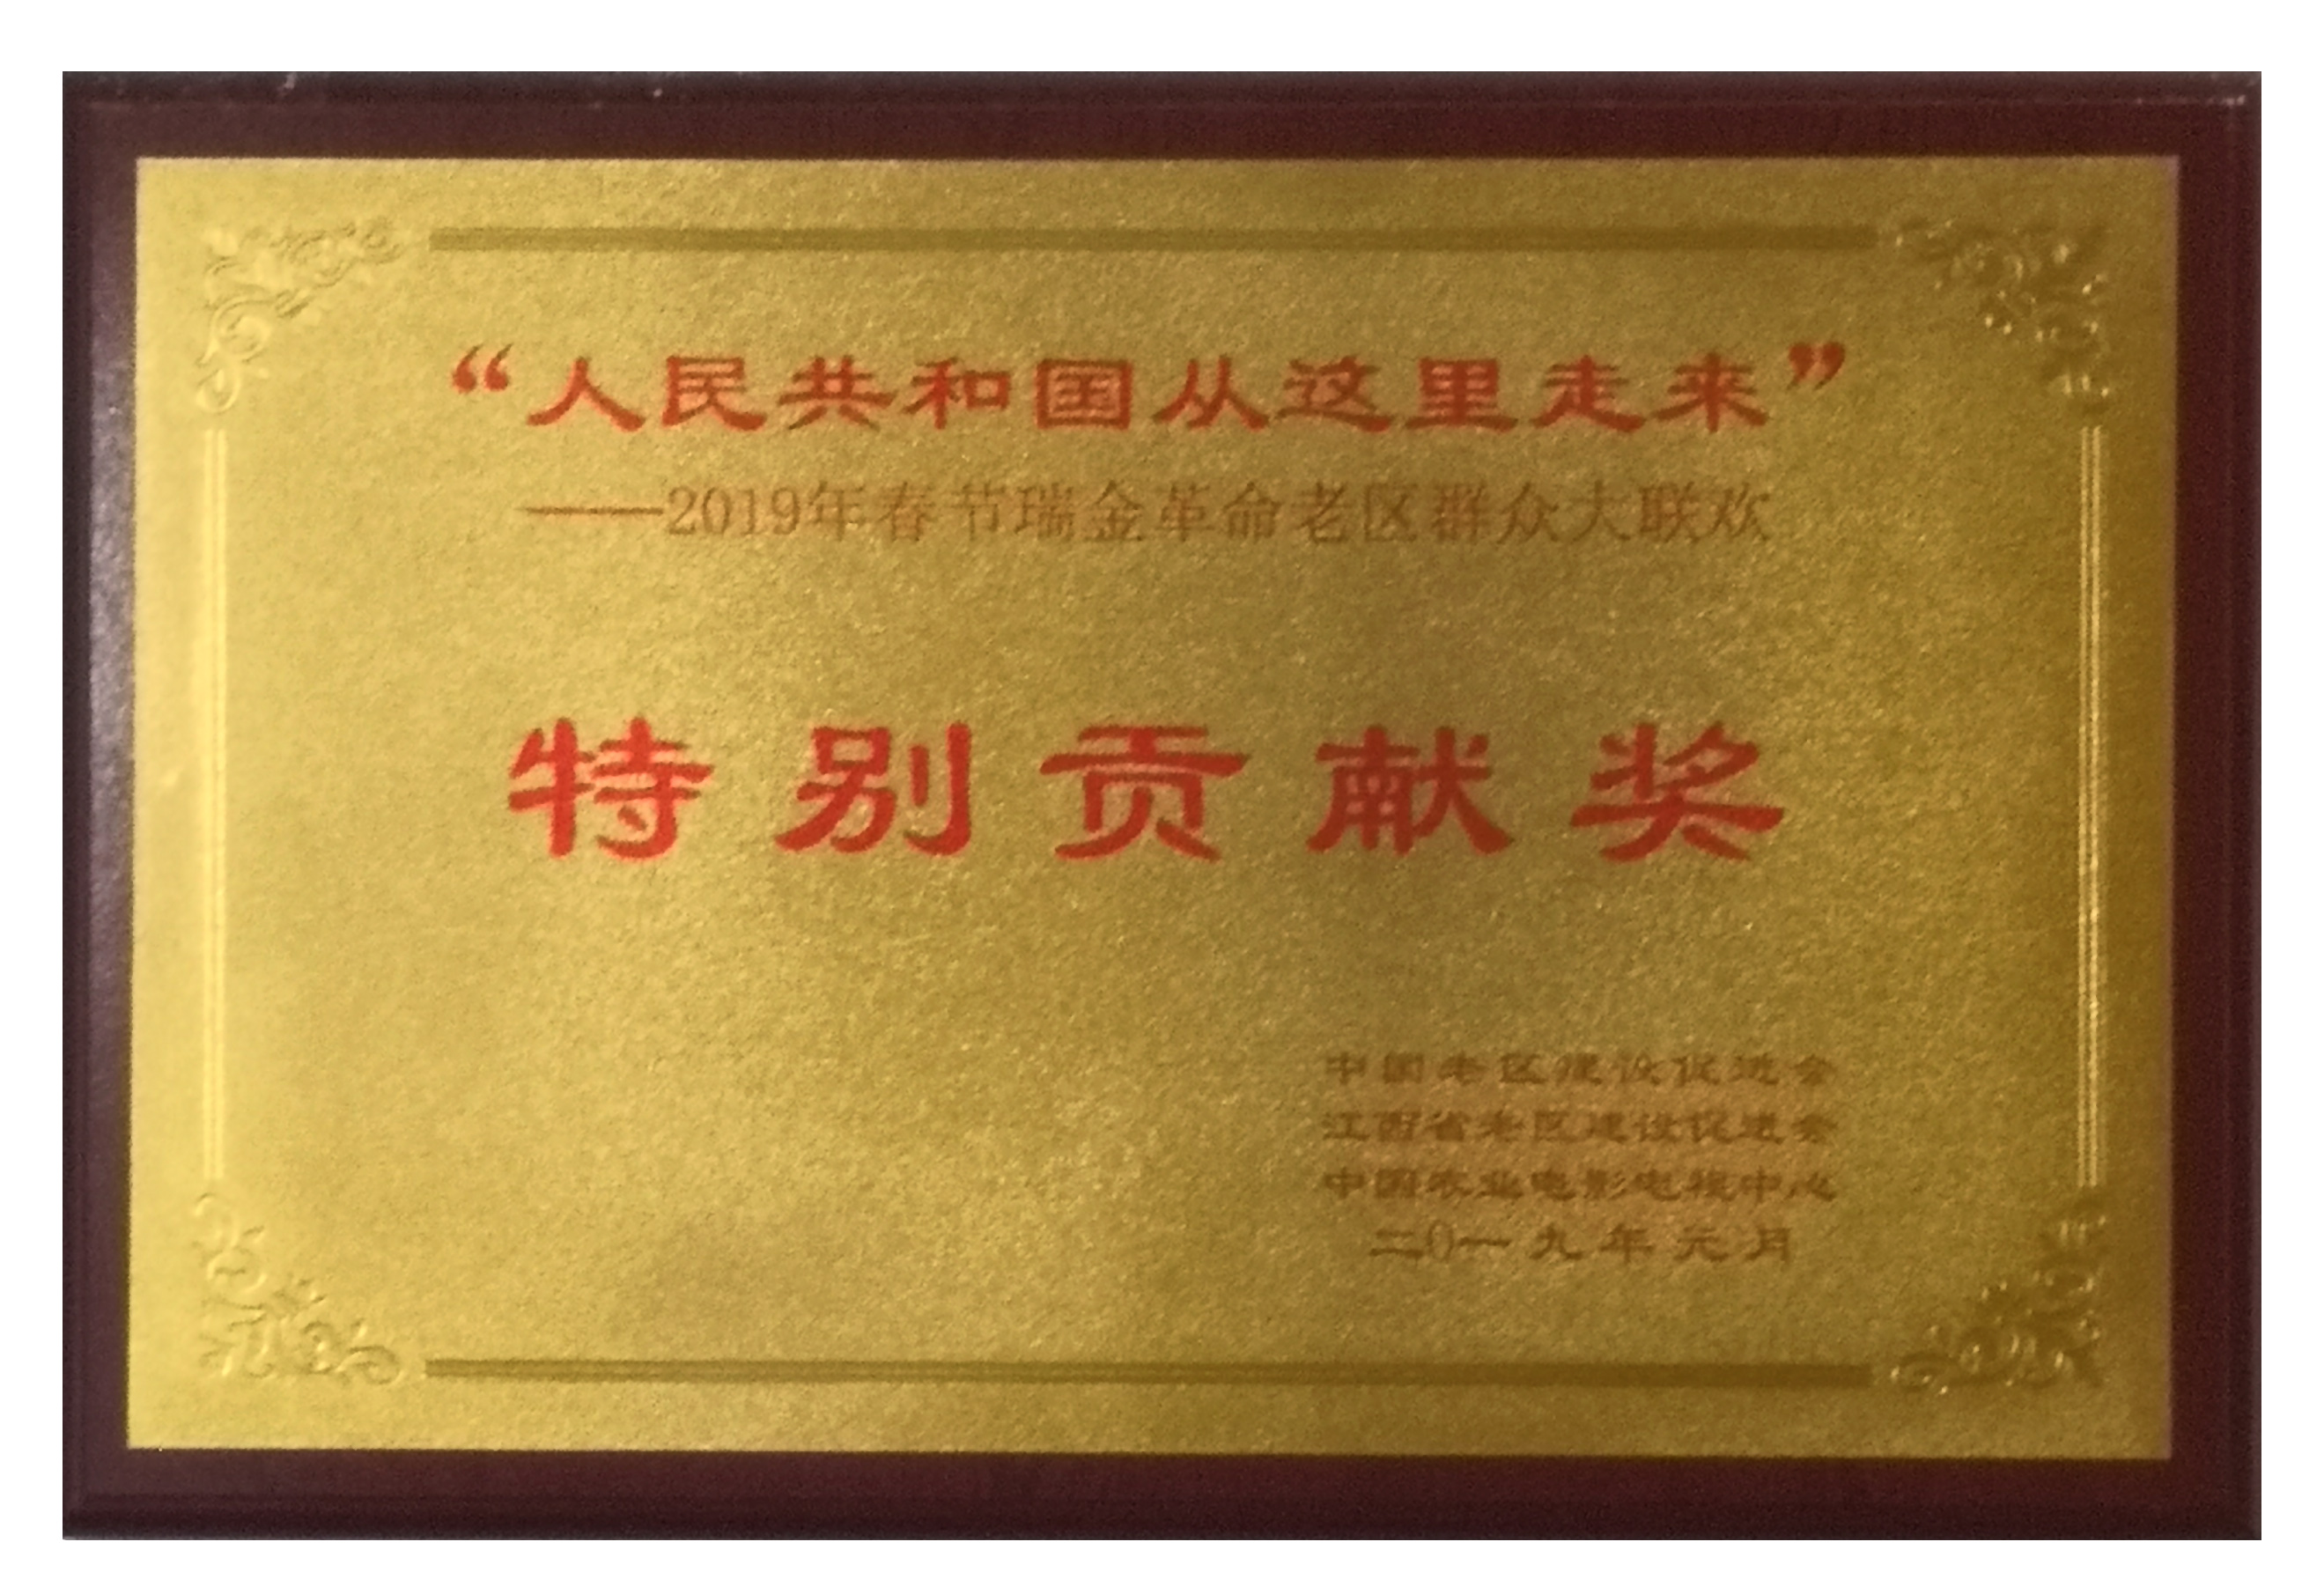 “人民共和国从这里走来”
——2019年春节瑞金革命老区群众大联欢
特别贡献奖
中国老区建设促进会
江西省老区建设促进会
中国农业电影电视中心
二〇一九年元月